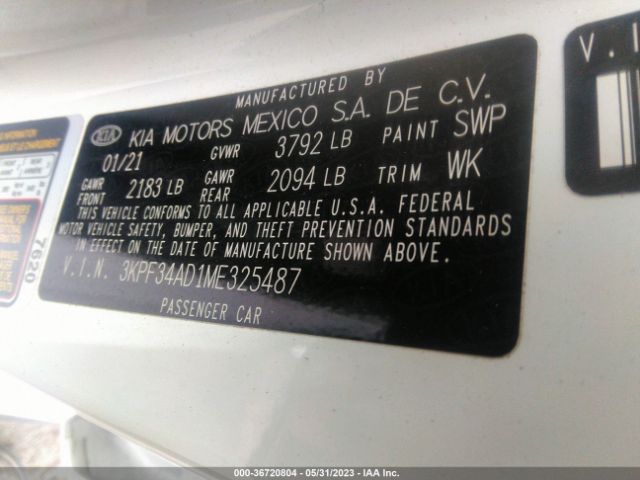 MANUFACTURED BY
KIA KIA MOTORS MEXICO S.A. DE C.V.
01/21 GVWR 3792 LB PAINT SWP
GAWR FRONT 2183 LB GAWR REAR 2094 LB TRIM WK
THIS VEHICLE CONFORMS TO ALL APPLICABLE U.S.A. FEDERAL
MOTOR VEHICLE SAFETY, BUMPER, AND THEFT PREVENTION STANDARDS
IN EFFECT ON THE DATE OF MANUFACTURE SHOWN ABOVE.
V.I.N. 3KPF34AD1ME325487
PASSENGER CAR
7620
V.I
INFORMATION
000-36720804 - 05/31/2023 - IAA Inc.